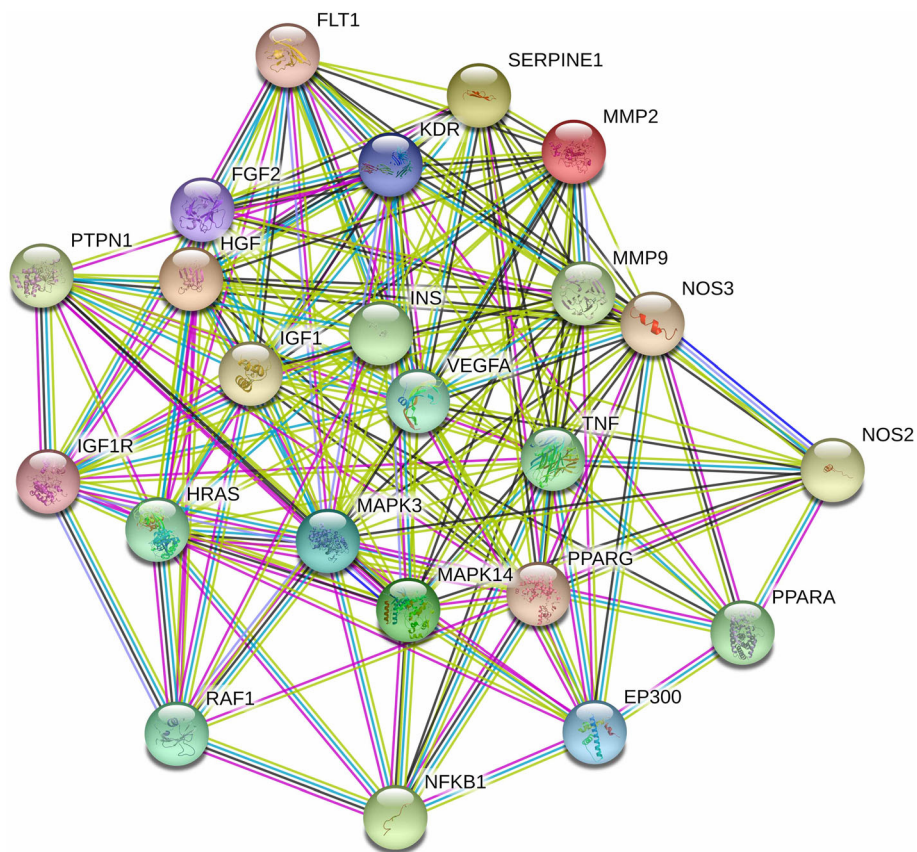 FLT1
SERPINE1
MMP2
KDR
FGF2
PTPN1
HGF
MMP9
NOS3
INS
IGF1
VEGFA
TNF
NOS2
IGF1R
HRAS
MAPK3
MAPK14
PPARG
PPARA
RAF1
EP300
NFKB1